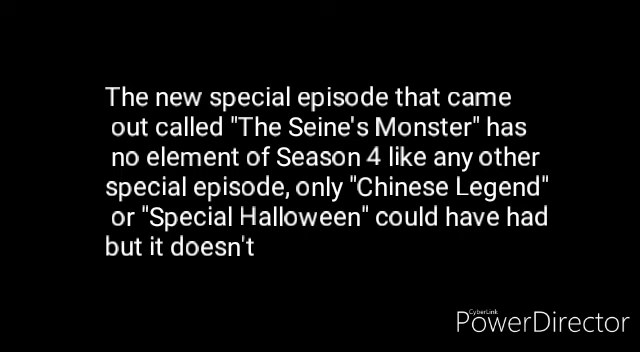 The new special episode that came
out called "The Seine's Monster" has
no element of Season 4 like any other
special episode, only "Chinese Legend"
or "Special Halloween" could have had
but it doesn't
CyberLink
PowerDirector